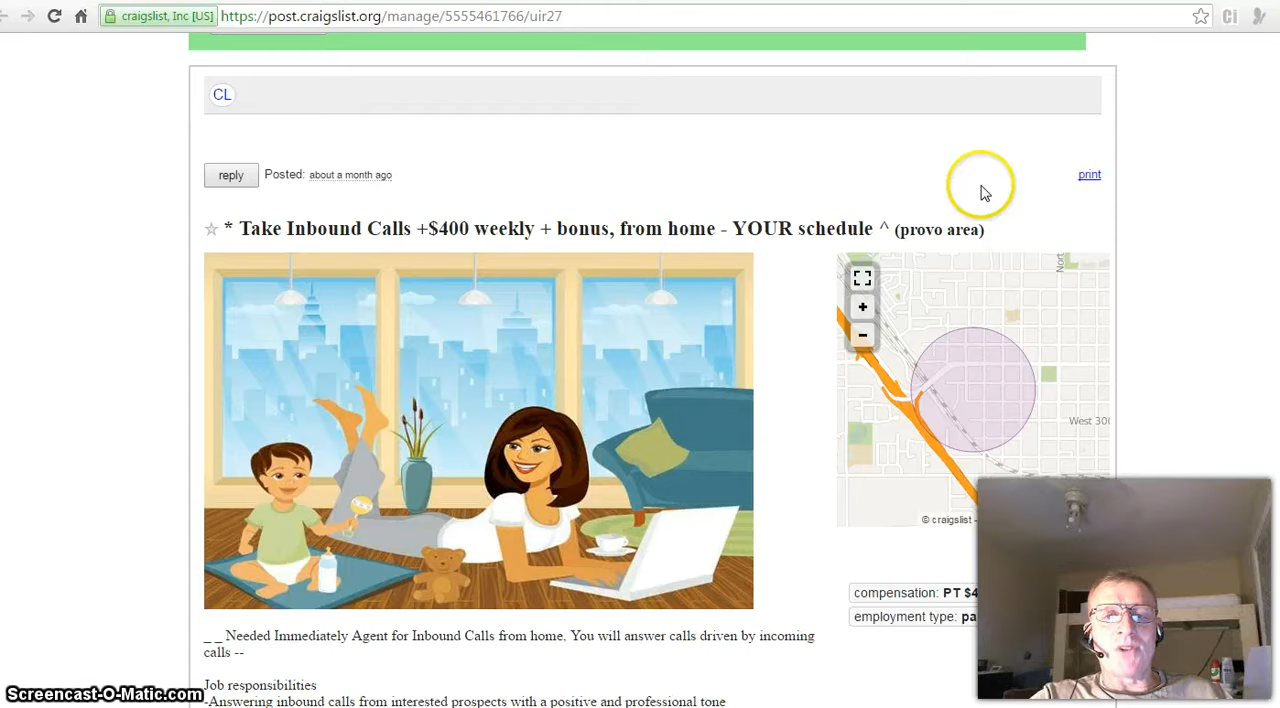 craigslist, Inc [US] https://post.craigslist.org/manage/5555461766/uir27
Ci
CL
reply Posted: about a month ago print
☆ * Take Inbound Calls +$400 weekly + bonus, from home - YOUR schedule ^ (provo area)
+
-
West 300
© craigslist -
compensation: PT $4
employment type: pa
_ _ Needed Immediately Agent for Inbound Calls from home, You will answer calls driven by incoming
calls --
Job responsibilities
-Answering inbound calls from interested prospects with a positive and professional tone
Screencast-O-Matic.com